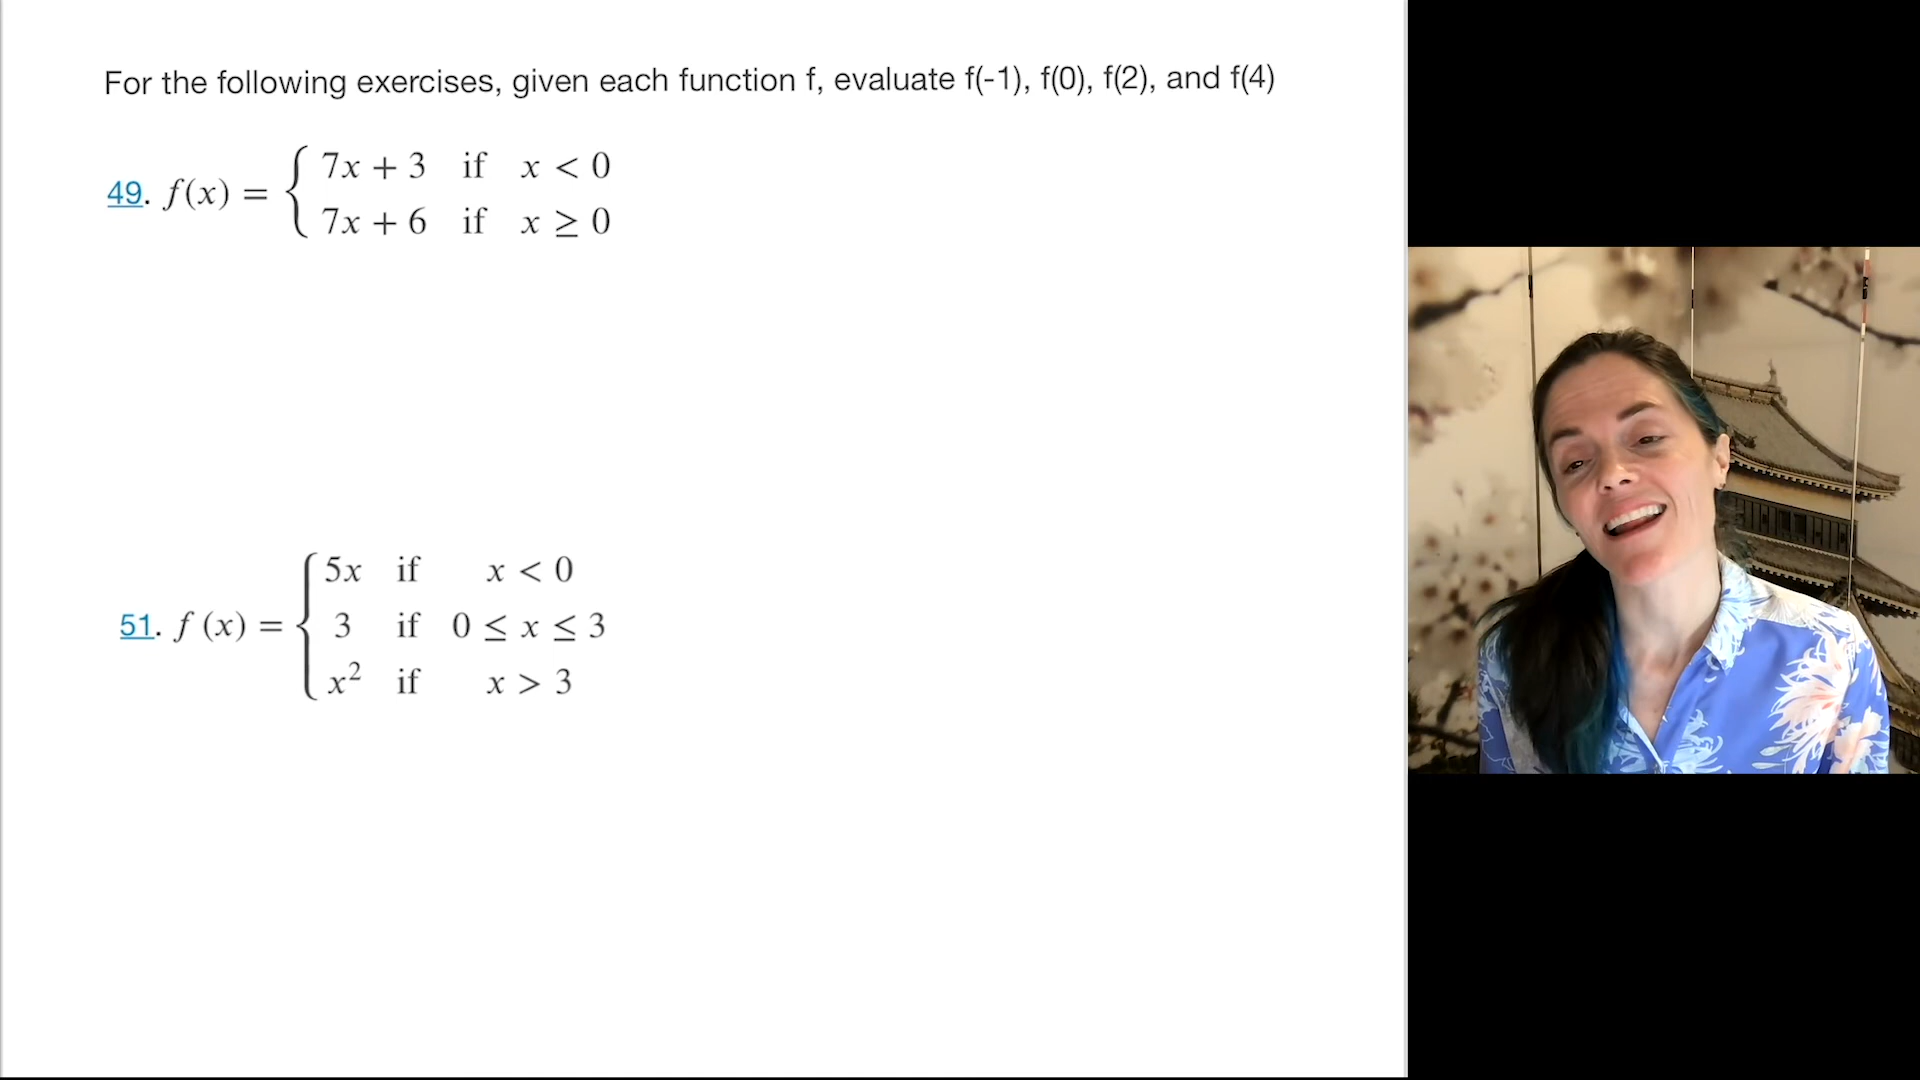 For the following exercises, given each function f, evaluate f(-1), f(0), f(2), and f(4)
49. f(x) = { 7x + 3 if x < 0
7x + 6 if x ≥ 0
51. f (x) = { 5x if x < 0
3 if 0 ≤ x ≤ 3
x² if x > 3